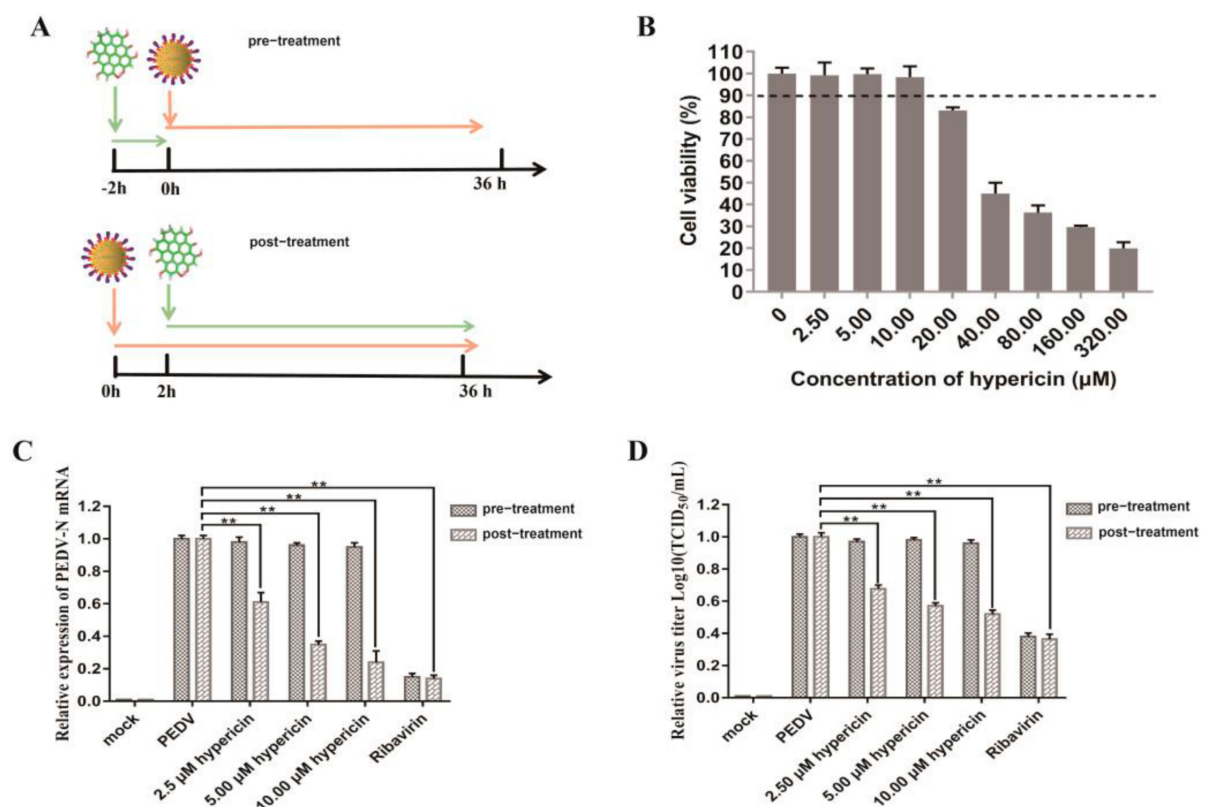 A
pre-treatment
-2h
0h
36 h
post-treatment
0h
2h
36 h
B
Cell viability (%)
110
100
90
80
70
60
50
40
30
20
10
0
0
2.50
5.00
10.00
20.00
40.00
80.00
160.00
320.00
Concentration of hypericin (μM)
C
Relative expression of PEDV-N mRNA
1.2
1.0
0.8
0.6
0.4
0.2
0.0
**
**
**
pre-treatment
post-treatment
mock
PEDV
2.5 μM hypericin
5.00 μM hypericin
10.00 μM hypericin
Ribavirin
D
Relative virus titer Log10(TCID50/mL)
1.2
1.0
0.8
0.6
0.4
0.2
0.0
**
**
**
**
pre-treatment
post-treatment
mock
PEDV
2.50 μM hypericin
5.00 μM hypericin
10.00 μM hypericin
Ribavirin